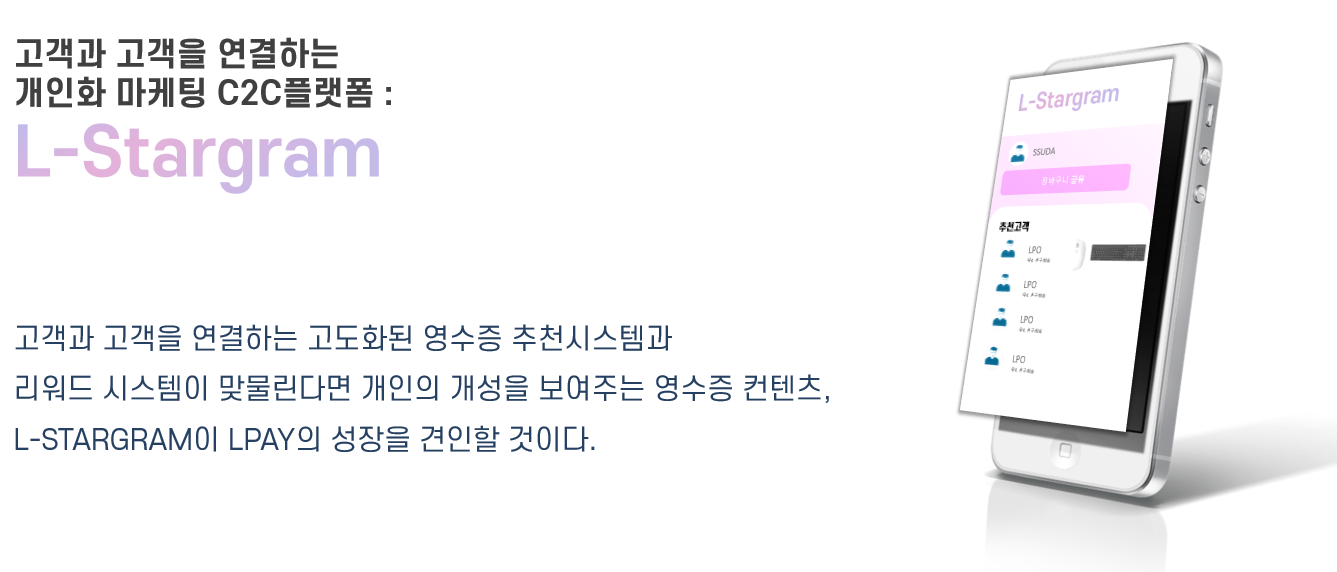 고객과 고객을 연결하는
개인화 마케팅 C2C플랫폼 :
L-Stargram
고객과 고객을 연결하는 고도화된 영수증 추천시스템과
리워드 시스템이 맞물린다면 개인의 개성을 보여주는 영수증 컨텐츠,
L-STARGRAM이 LPAY의 성장을 견인할 것이다.
L-Stargram
SSUDA
장바구니 공유
추천고객
LPO
LPO
LPO
LPO